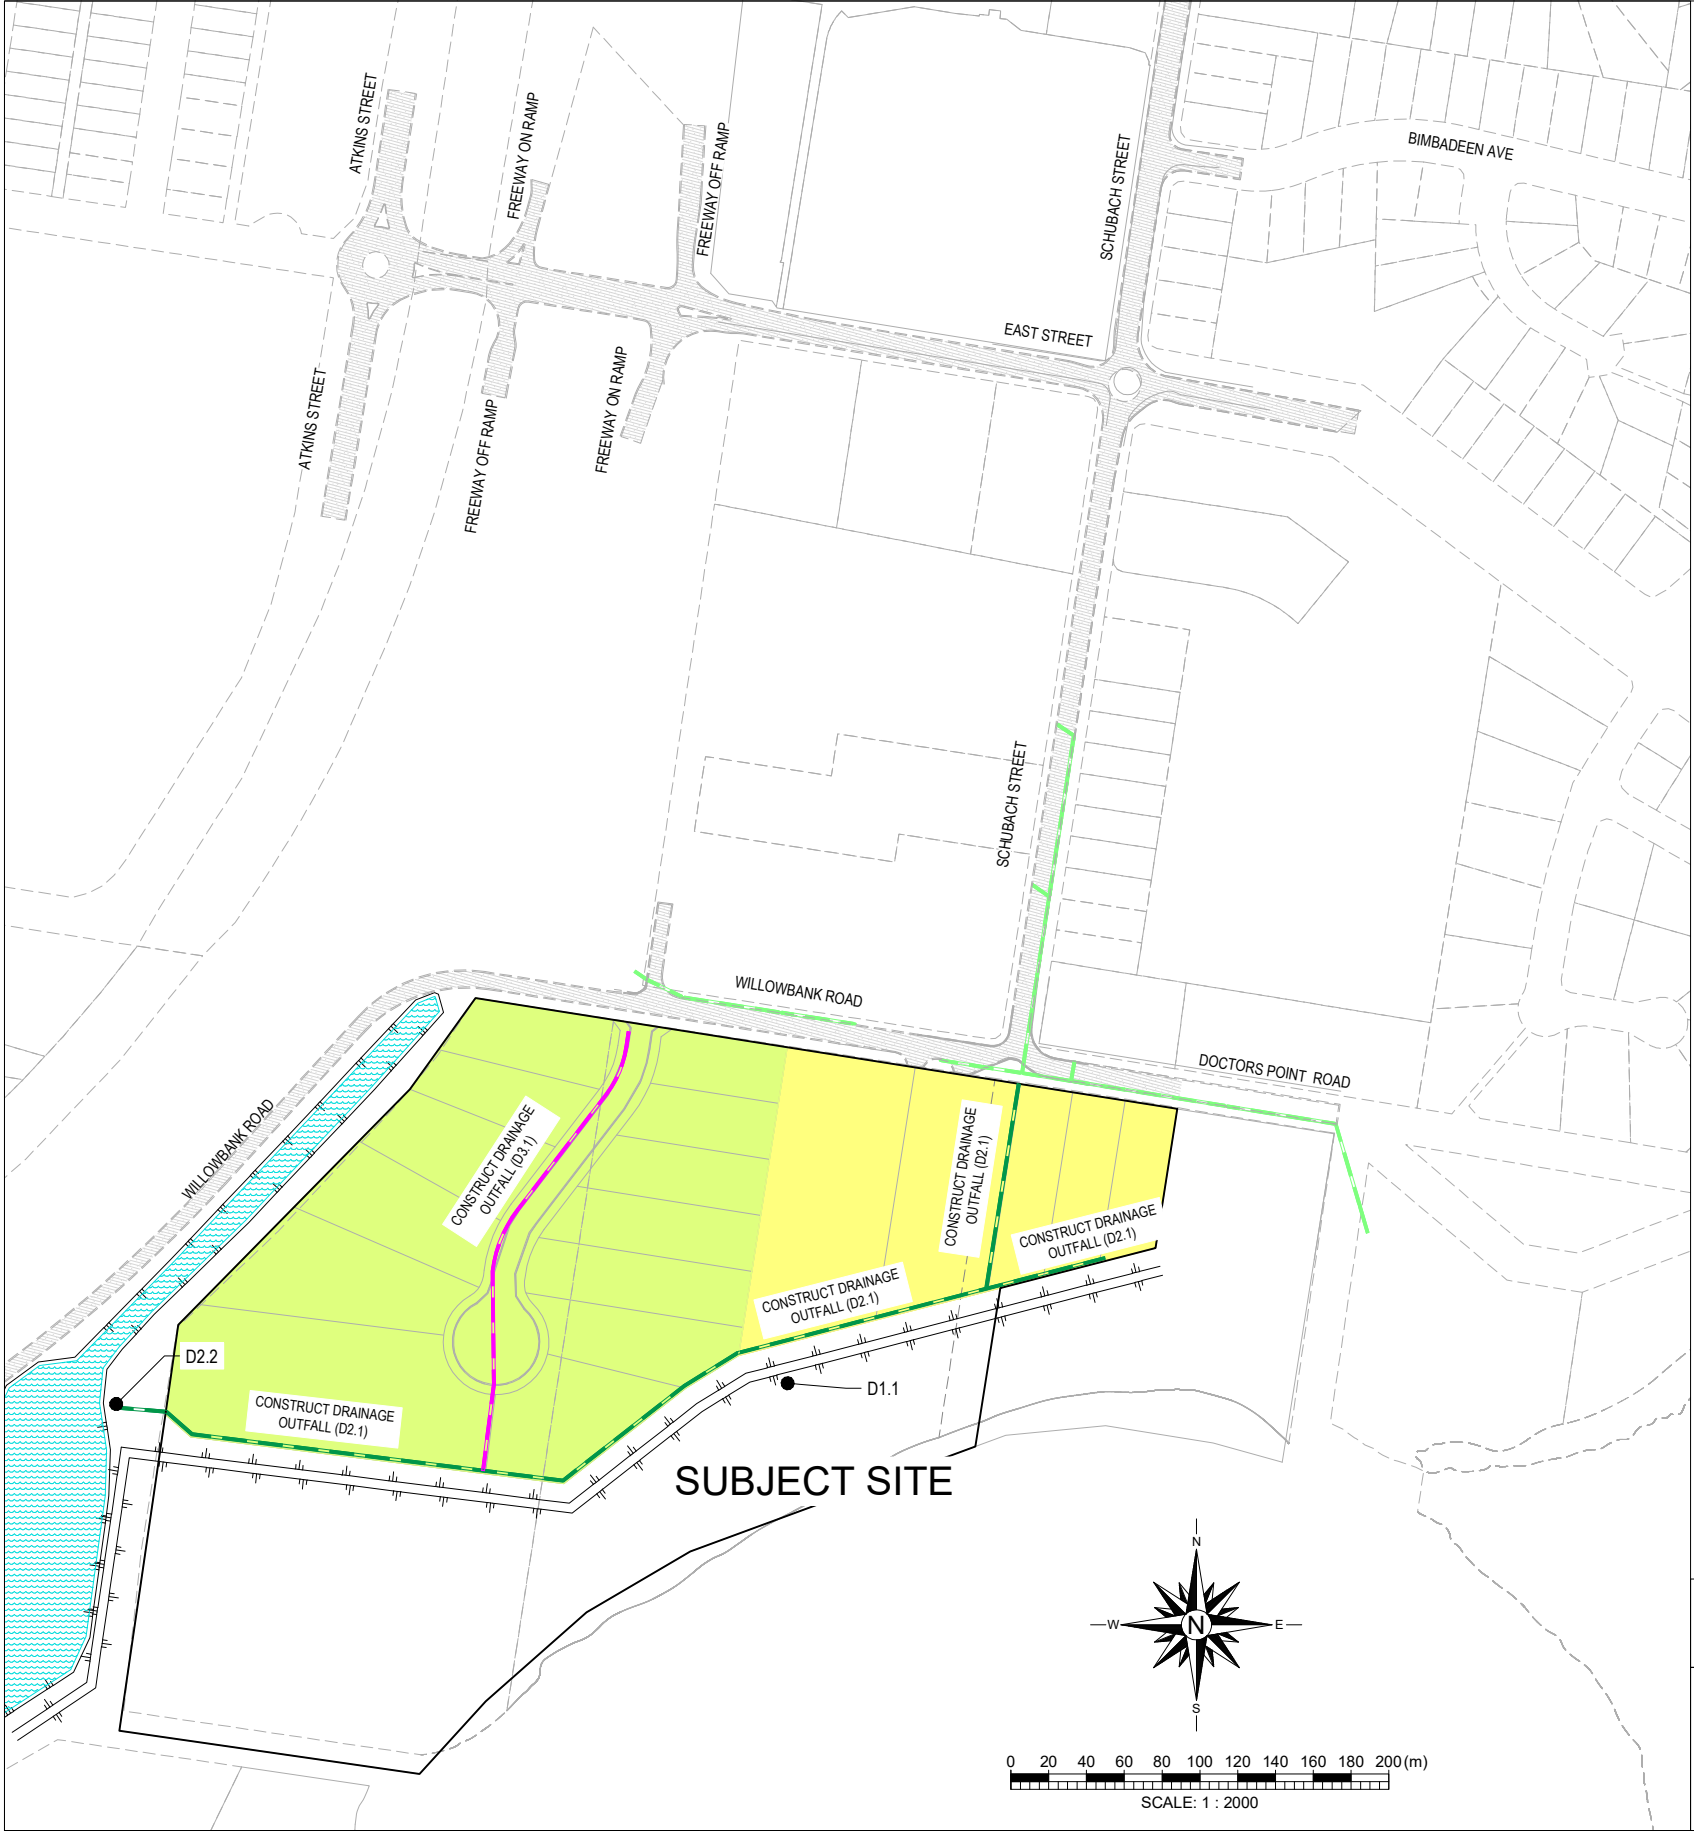 ATKINS STREET
FREEWAY ON RAMP
FREEWAY OFF RAMP
SCHUBACH STREET
BIMBADEEN AVE
EAST STREET
ATKINS STREET
FREEWAY OFF RAMP
FREEWAY ON RAMP
SCHUBACH STREET
WILLOWBANK ROAD
DOCTORS POINT ROAD
WILLOWBANK ROAD
CONSTRUCT DRAINAGE
OUTFALL (D3.1)
CONSTRUCT DRAINAGE
OUTFALL (D2.1)
CONSTRUCT DRAINAGE
OUTFALL (D2.1)
CONSTRUCT DRAINAGE
OUTFALL (D2.1)
D2.2
D1.1
CONSTRUCT DRAINAGE
OUTFALL (D2.1)
SUBJECT SITE
N
W N E
S
0 20 40 60 80 100 120 140 160 180 200 (m)
SCALE: 1 : 2000